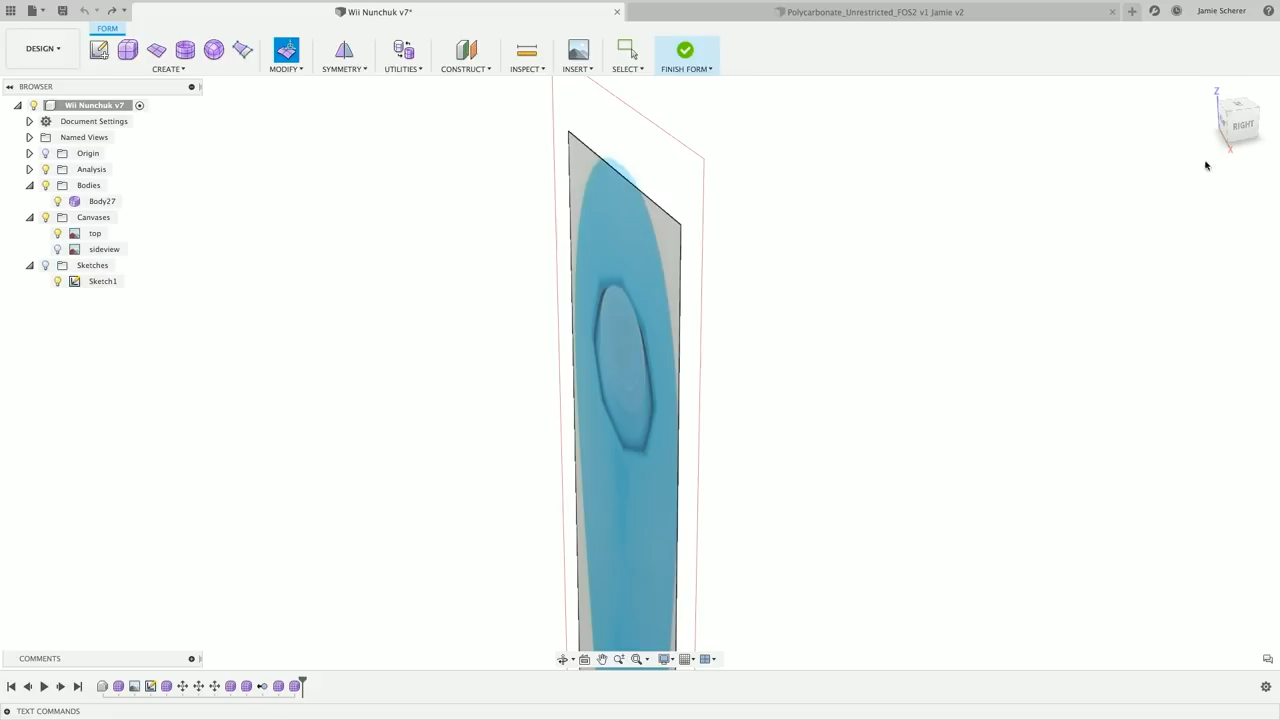 Wii Nunchuk v7*
Polycarbonate_Unrestricted_FOS2 v1 Jamie v2
Jamie Scherer
FORM
DESIGN
CREATE
MODIFY
SYMMETRY
UTILITIES
CONSTRUCT
INSPECT
INSERT
SELECT
FINISH FORM
BROWSER
Wii Nunchuk v7
Document Settings
Named Views
Origin
Analysis
Bodies
Body27
Canvases
top
sideview
Sketches
Sketch1
Z
RIGHT
X
COMMENTS
TEXT COMMANDS